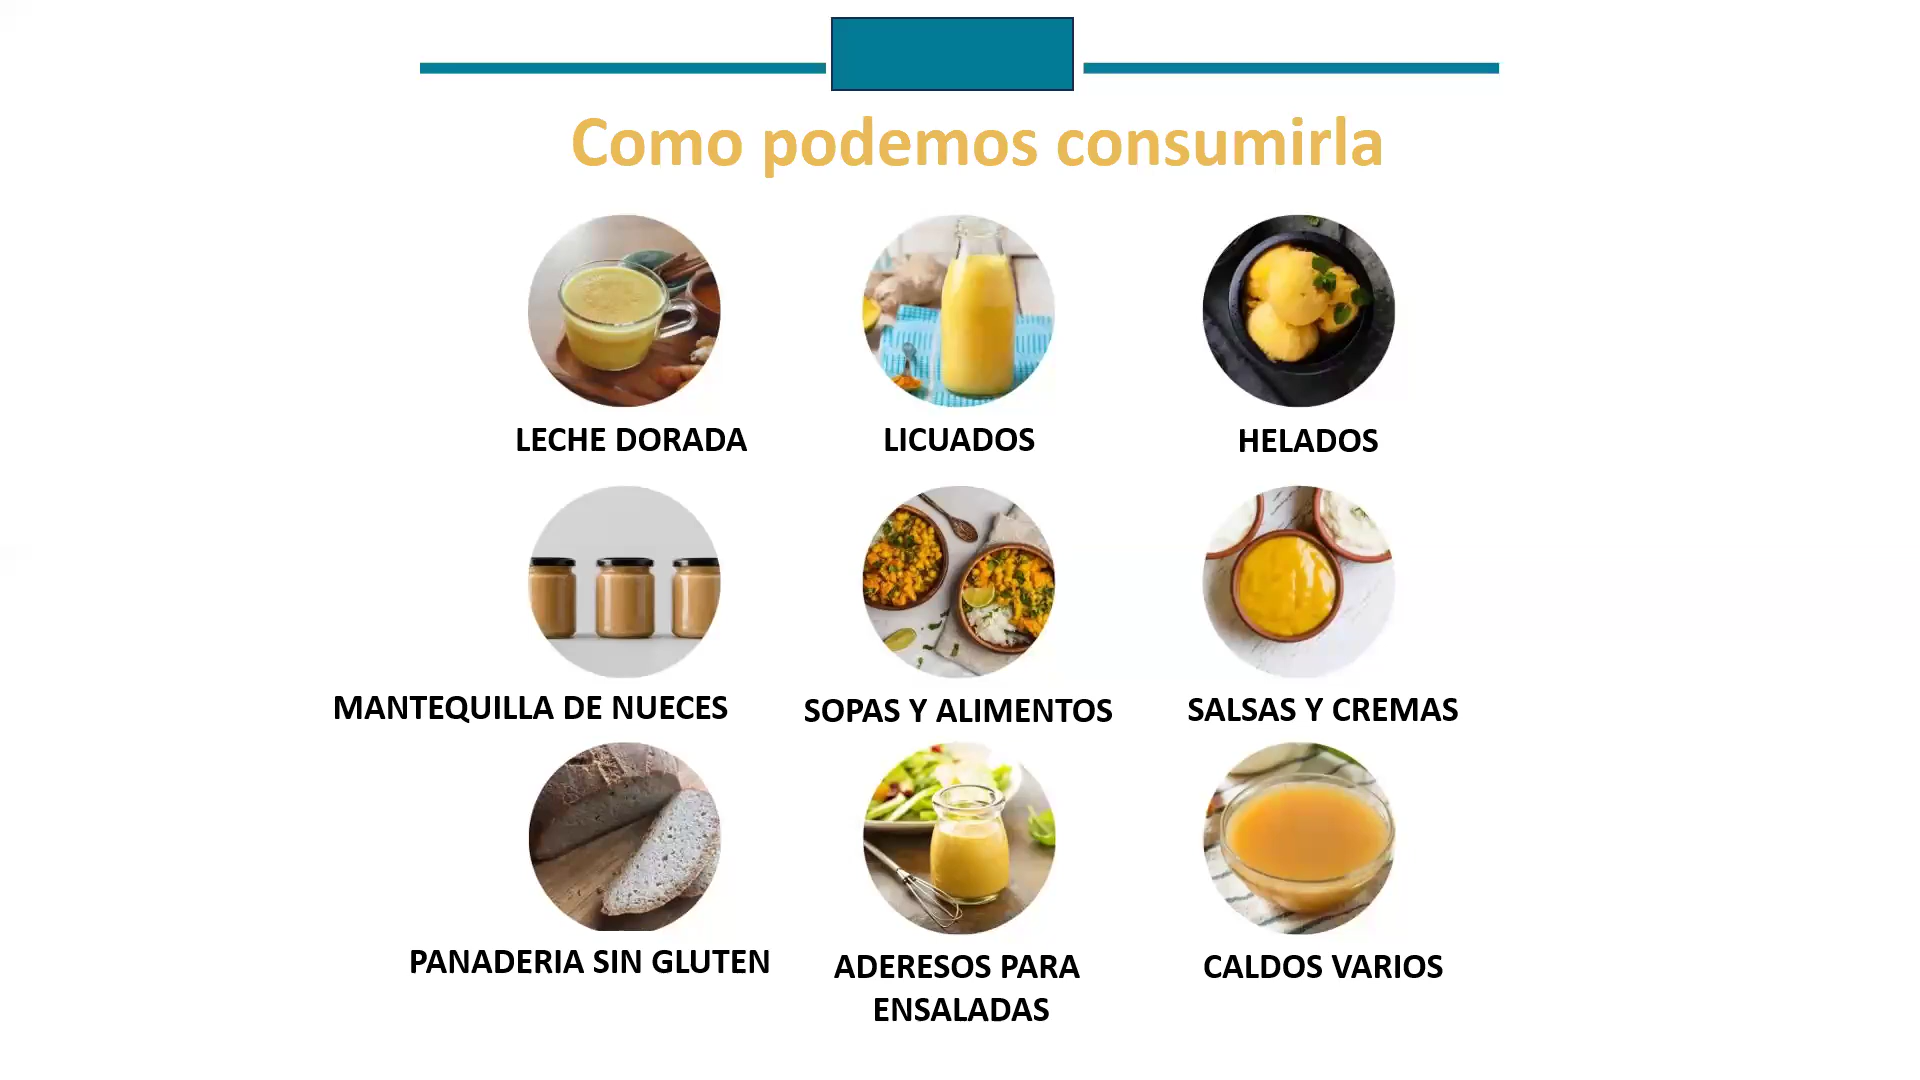 Como podemos consumirla
LECHE DORADA
LICUADOS
HELADOS
MANTEQUILLA DE NUECES
SOPAS Y ALIMENTOS
SALSAS Y CREMAS
PANADERIA SIN GLUTEN
ADERESOS PARA
ENSALADAS
CALDOS VARIOS